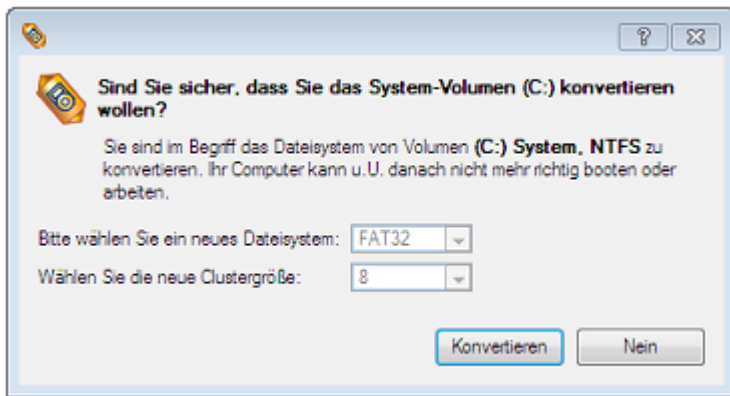 Sind Sie sicher, dass Sie das System-Volumen (C:) konvertieren
wollen?
Sie sind im Begriff das Dateisystem von Volumen (C:) System, NTFS zu
konvertieren. Ihr Computer kann u.U. danach nicht mehr richtig booten oder
arbeiten.
Bitte wählen Sie ein neues Dateisystem: FAT32
Wählen Sie die neue Clustergröße: 8
Konvertieren Nein